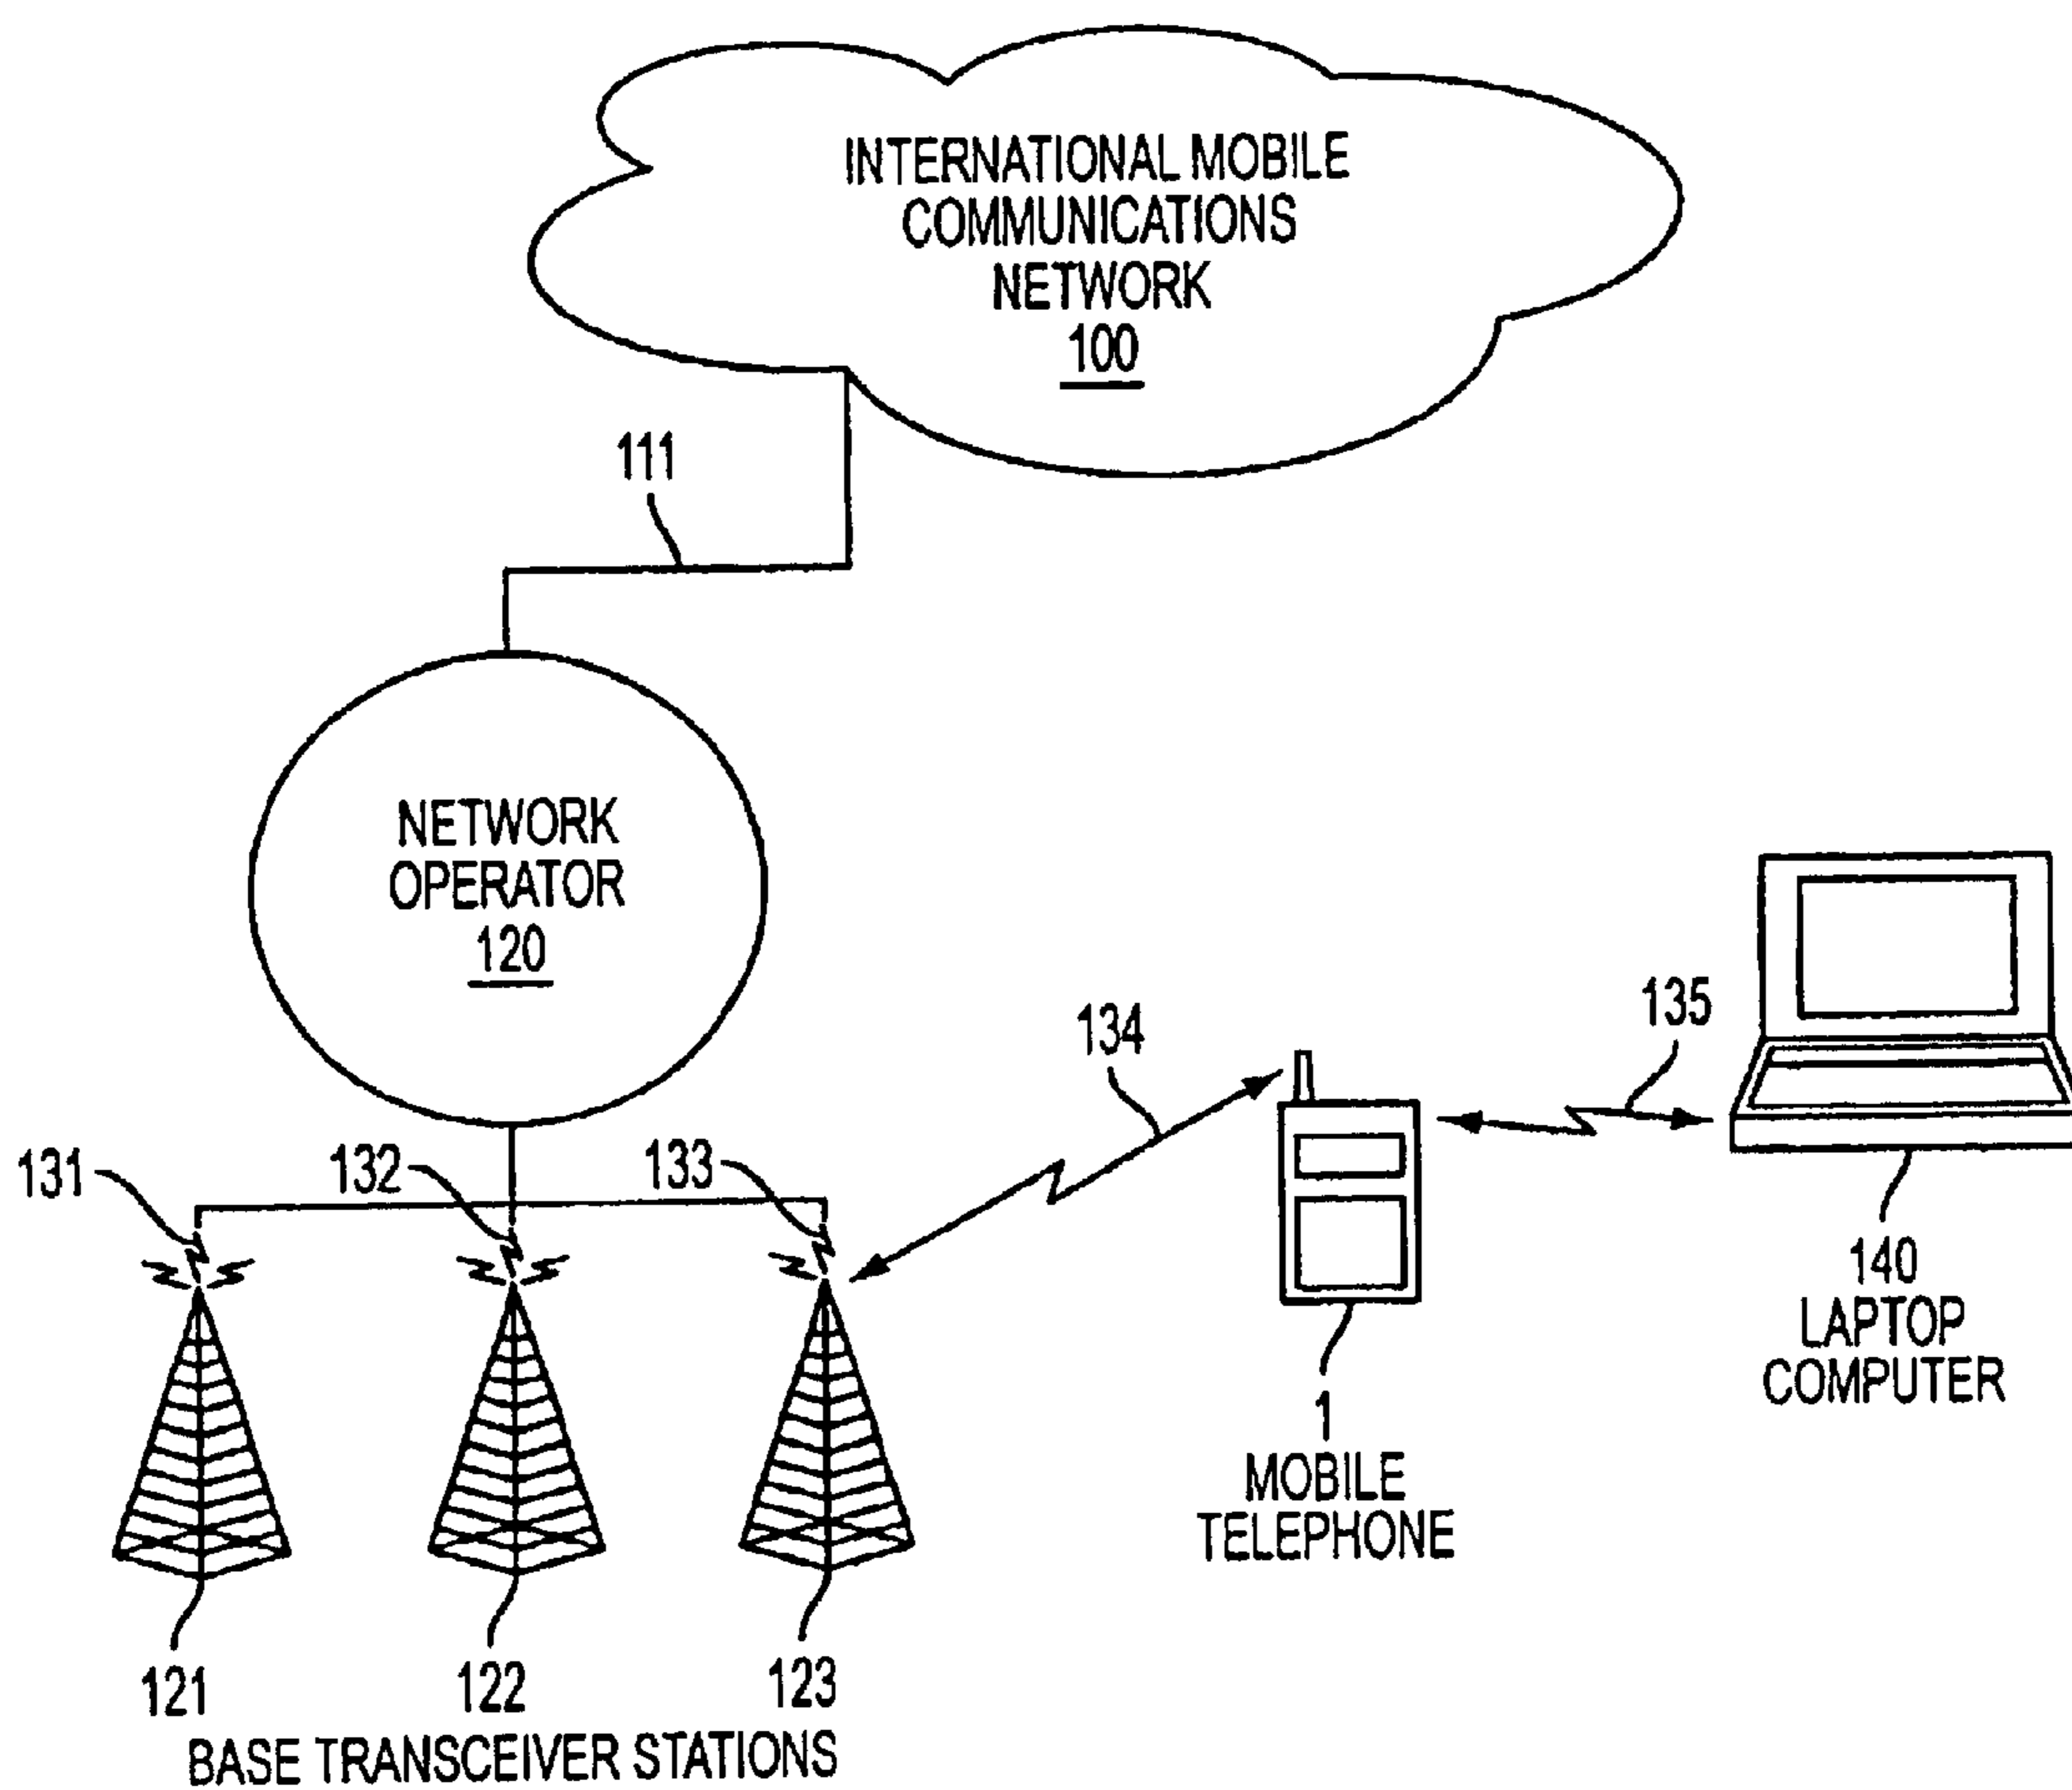 INTERNATIONAL MOBILE
COMMUNICATIONS
NETWORK
100
111
NETWORK
OPERATOR
120
134
135
131
132
133
140
LAPTOP
COMPUTER
1
MOBILE
TELEPHONE
121
122
123
BASE TRANSCEIVER STATIONS